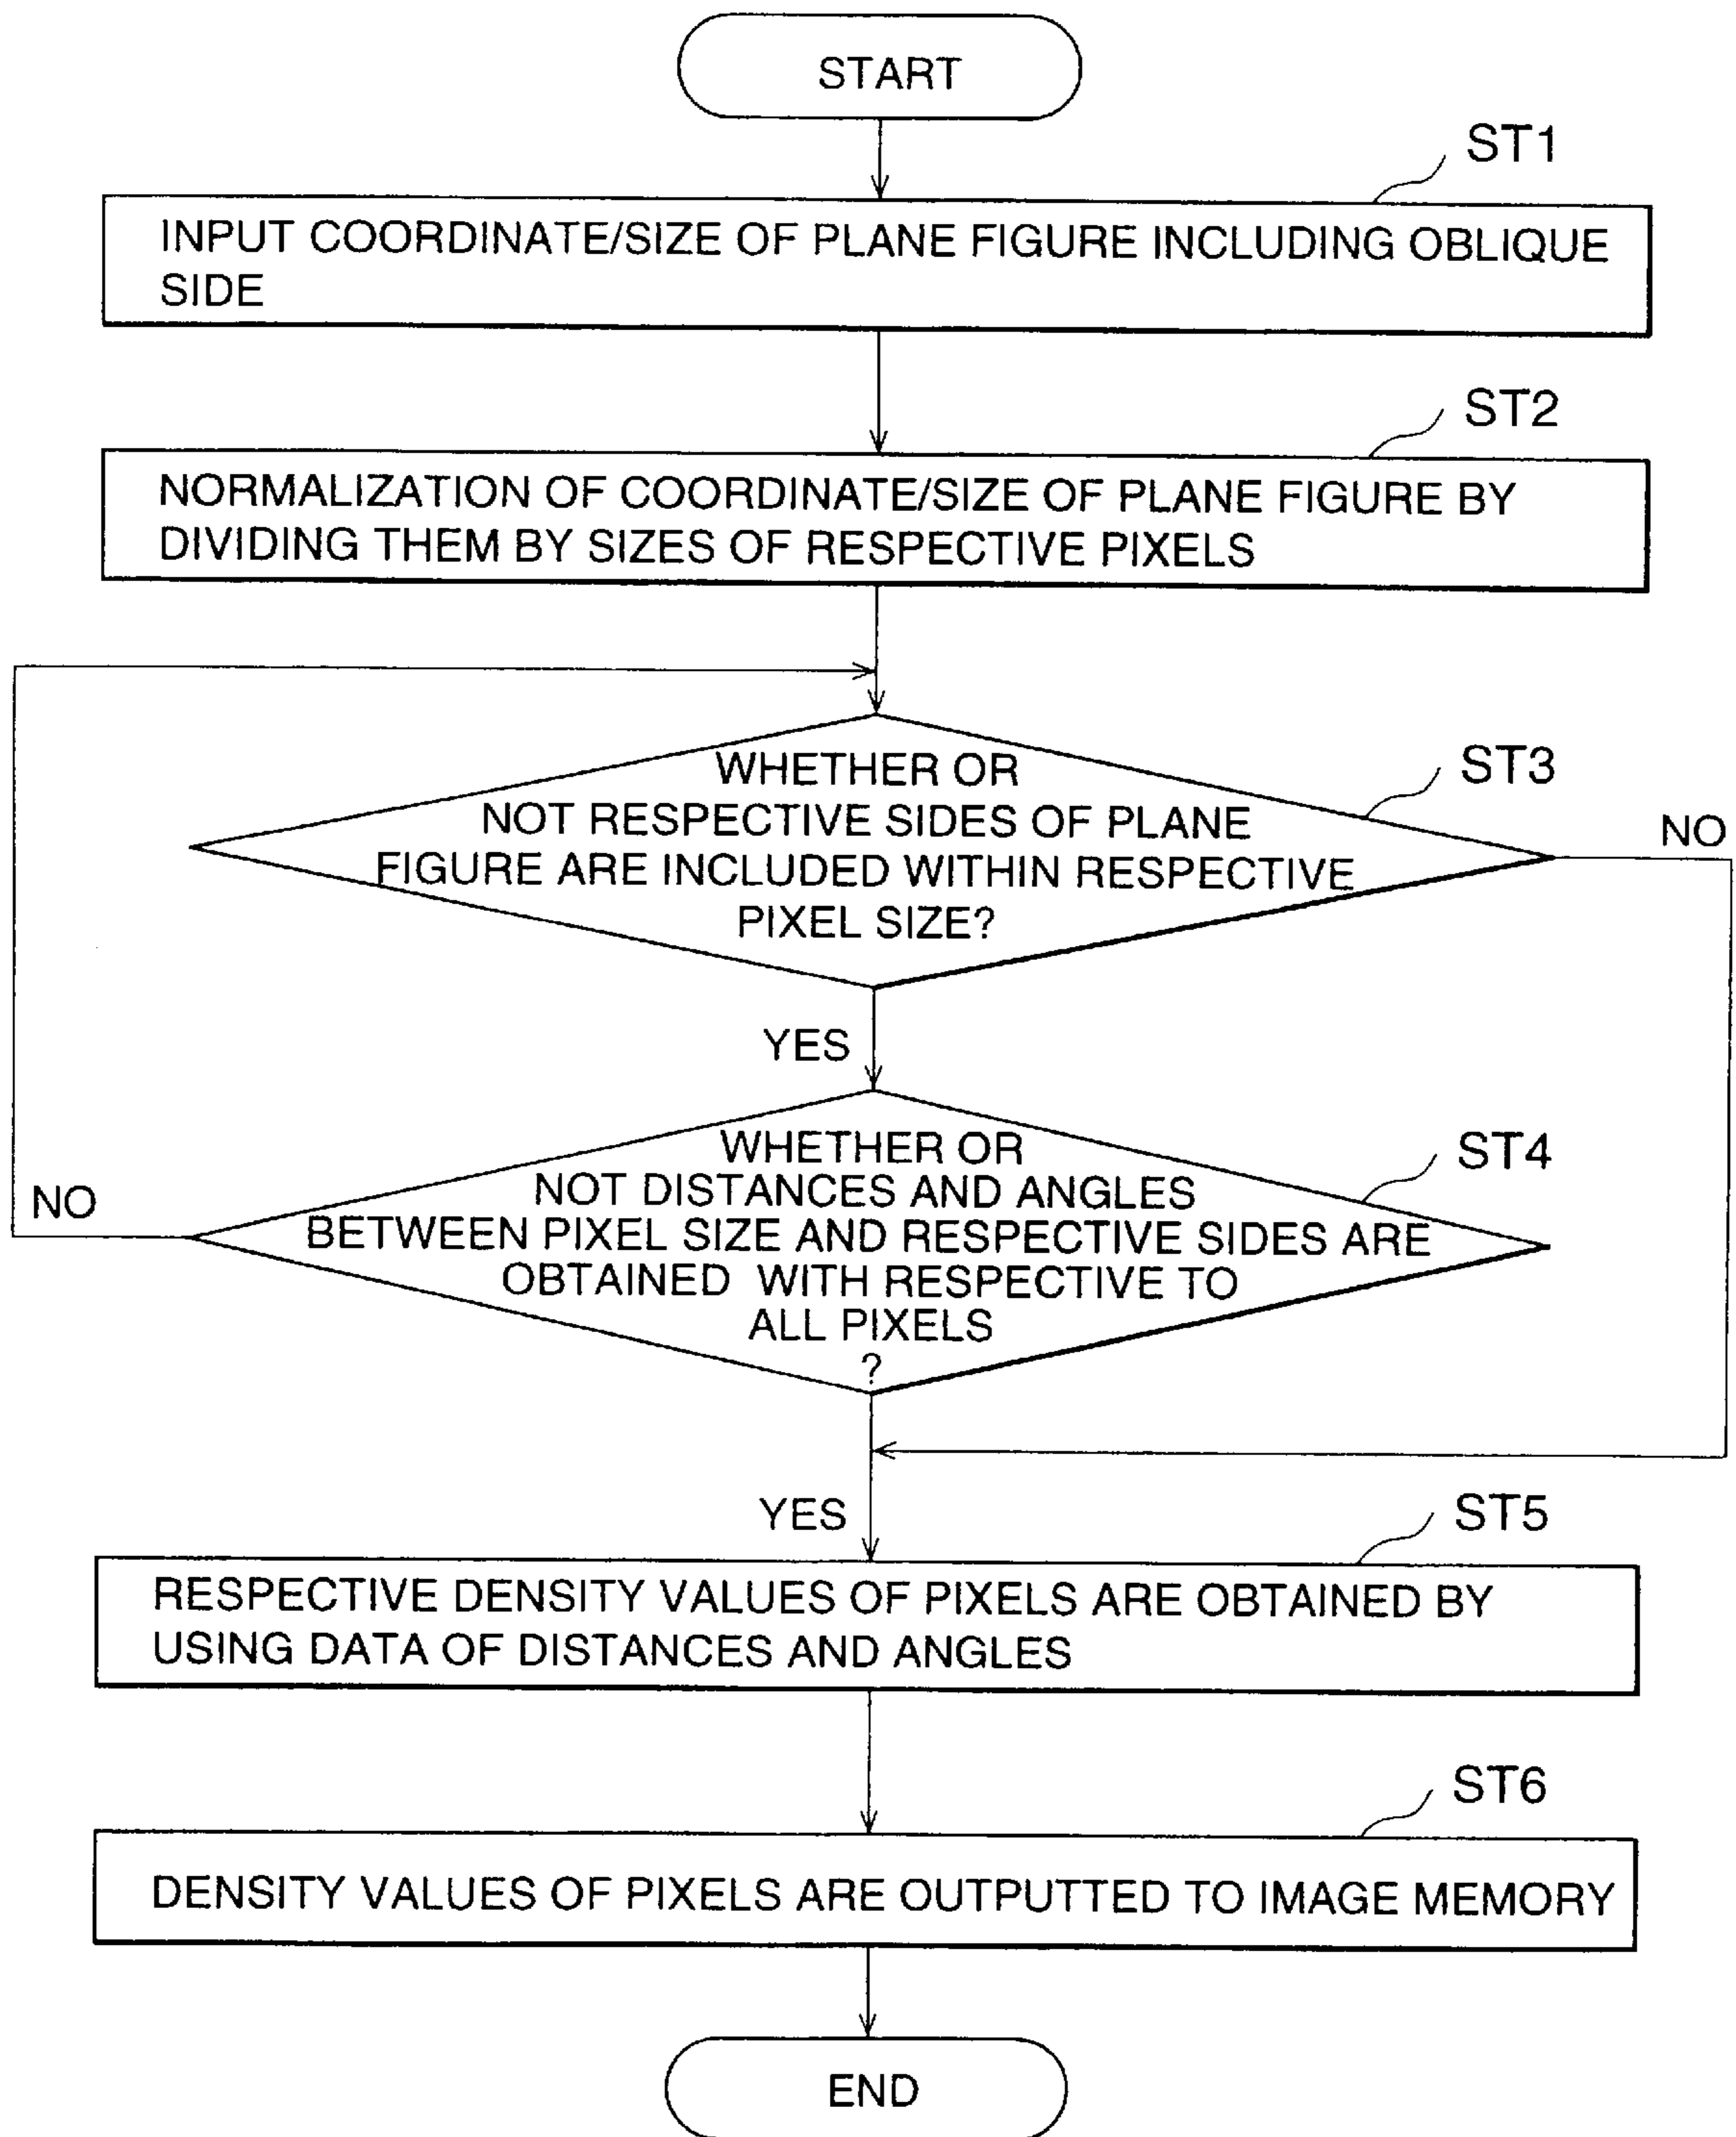 START
ST1
INPUT COORDINATE/SIZE OF PLANE FIGURE INCLUDING OBLIQUE
SIDE
ST2
NORMALIZATION OF COORDINATE/SIZE OF PLANE FIGURE BY
DIVIDING THEM BY SIZES OF RESPECTIVE PIXELS
ST3
WHETHER OR
NOT RESPECTIVE SIDES OF PLANE
FIGURE ARE INCLUDED WITHIN RESPECTIVE
PIXEL SIZE?
NO
YES
ST4
WHETHER OR
NOT DISTANCES AND ANGLES
BETWEEN PIXEL SIZE AND RESPECTIVE SIDES ARE
OBTAINED WITH RESPECTIVE TO
ALL PIXELS
?
NO
YES
ST5
RESPECTIVE DENSITY VALUES OF PIXELS ARE OBTAINED BY
USING DATA OF DISTANCES AND ANGLES
ST6
DENSITY VALUES OF PIXELS ARE OUTPUTTED TO IMAGE MEMORY
END